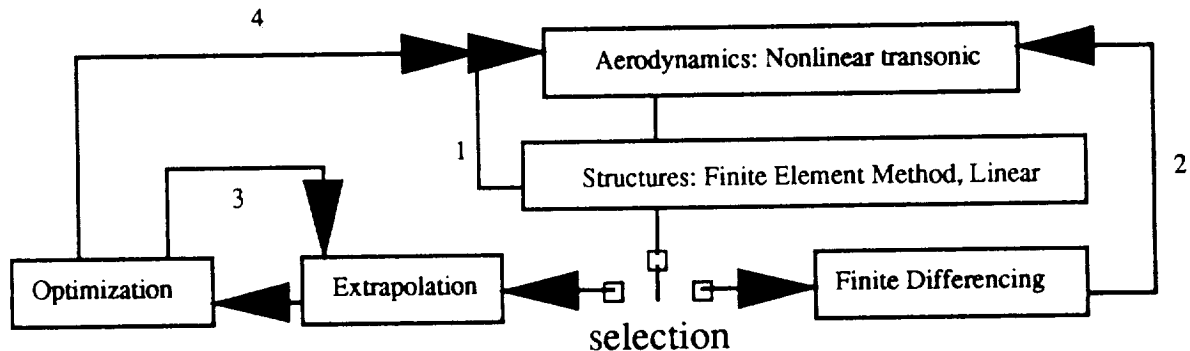 4
Aerodynamics: Nonlinear transonic
1
Structures: Finite Element Method, Linear
2
3
Optimization
Extrapolation
Finite Differencing
selection